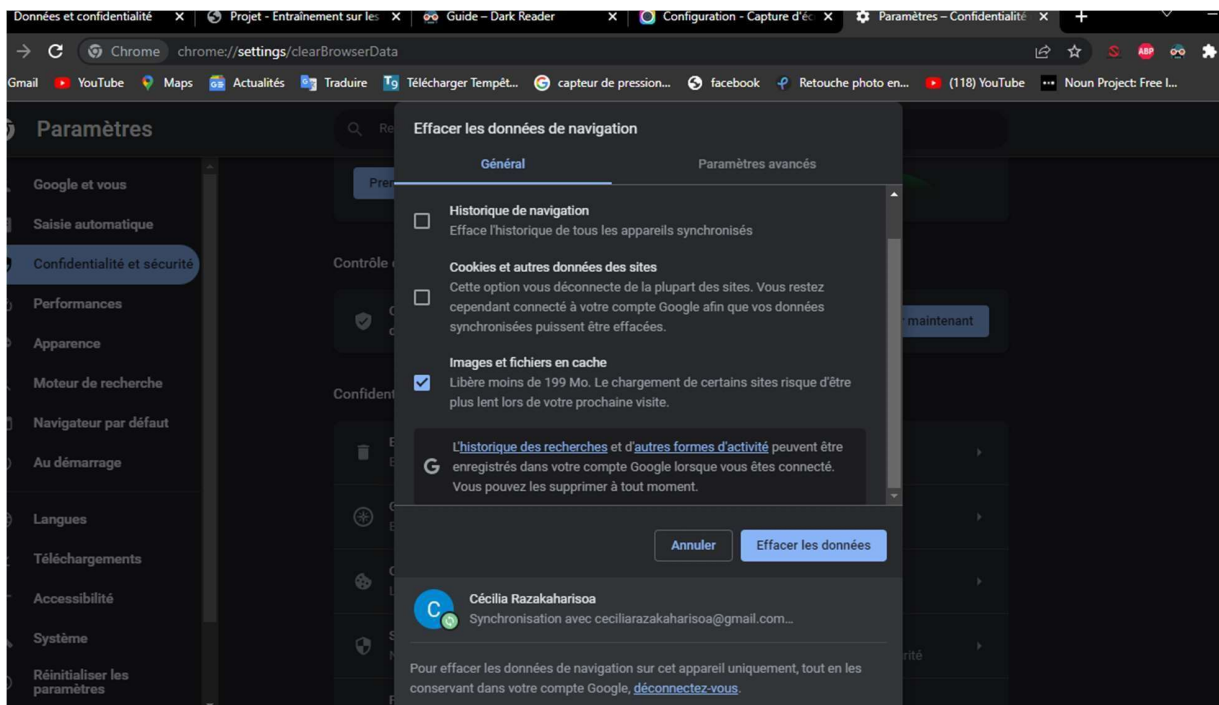 Données et confidentialité
Projet - Entraînement sur les
Guide – Dark Reader
Configuration - Capture d'éc
Paramètres – Confidentialité
Chrome chrome://settings/clearBrowserData
ABP
Gmail YouTube Maps Actualités Traduire Télécharger Tempêt... capteur de pression... facebook Retouche photo en... (118) YouTube Noun Project: Free I...
Paramètres
Google et vous
Saisie automatique
Confidentialité et sécurité
Performances
Apparence
Moteur de recherche
Navigateur par défaut
Au démarrage
Langues
Téléchargements
Accessibilité
Système
Réinitialiser les
paramètres
Contrôle
maintenant
Effacer les données de navigation
Général Paramètres avancés
Historique de navigation
Efface l'historique de tous les appareils synchronisés
Cookies et autres données des sites
Cette option vous déconnecte de la plupart des sites. Vous restez
cependant connecté à votre compte Google afin que vos données
synchronisées puissent être effacées.
Images et fichiers en cache
Libère moins de 199 Mo. Le chargement de certains sites risque d'être
plus lent lors de votre prochaine visite.
L'historique des recherches et d'autres formes d'activité peuvent être
enregistrés dans votre compte Google lorsque vous êtes connecté.
Vous pouvez les supprimer à tout moment.
Annuler Effacer les données
C
Cécilia Razakaharisoa
Synchronisation avec ceciliarazakaharisoa@gmail.com...
Pour effacer les données de navigation sur cet appareil uniquement, tout en les
conservant dans votre compte Google, déconnectez-vous.